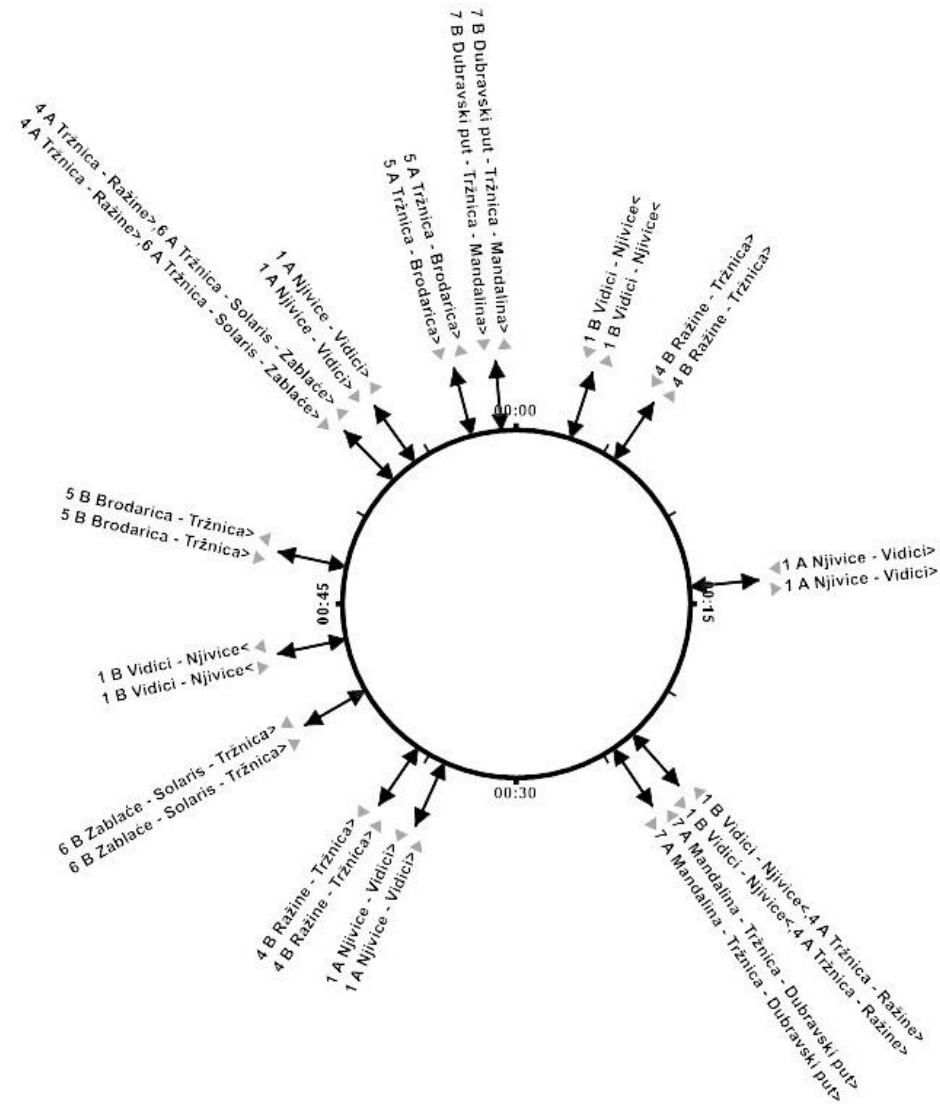 7 B Dubravski put - Tržnica - Mandalina>
7 B Dubravski put - Tržnica - Mandalina>
5 A Tržnica - Brodarica>
5 A Tržnica - Brodarica>
4 A Tržnica - Ražine>,6 A Tržnica - Solaris - Zablaće>
4 A Tržnica - Ražine>,6 A Tržnica - Solaris - Zablaće>
1 A Njivice - Vidici>
1 A Njivice - Vidici>
1 B Vidici - Njivice<
1 B Vidici - Njivice<
4 B Ražine - Tržnica>
4 B Ražine - Tržnica>
00:00
5 B Brodarica - Tržnica>
5 B Brodarica - Tržnica>
1 A Njivice - Vidici>
1 A Njivice - Vidici>
00:45
00:15
1 B Vidici - Njivice<
1 B Vidici - Njivice<
6 B Zablaće - Solaris - Tržnica>
6 B Zablaće - Solaris - Tržnica>
00:30
4 B Ražine - Tržnica>
4 B Ražine - Tržnica>
1 A Njivice - Vidici>
1 A Njivice - Vidici>
1 B Vidici - Njivice<,4 A Tržnica - Ražine>
1 B Vidici - Njivice<,4 A Tržnica - Ražine>
7 A Mandalina - Tržnica - Dubravski put>
7 A Mandalina - Tržnica - Dubravski put>